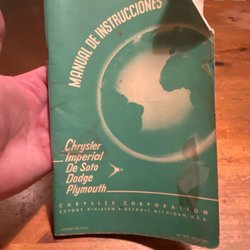 MANUAL DE INSTRUCCIONES
Chrysler
Imperial
De Soto
Dodge
Plymouth
CHRYSLER CORPORATION
EXPORT DIVISION • DETROIT, MICHIGAN, U.S.A.